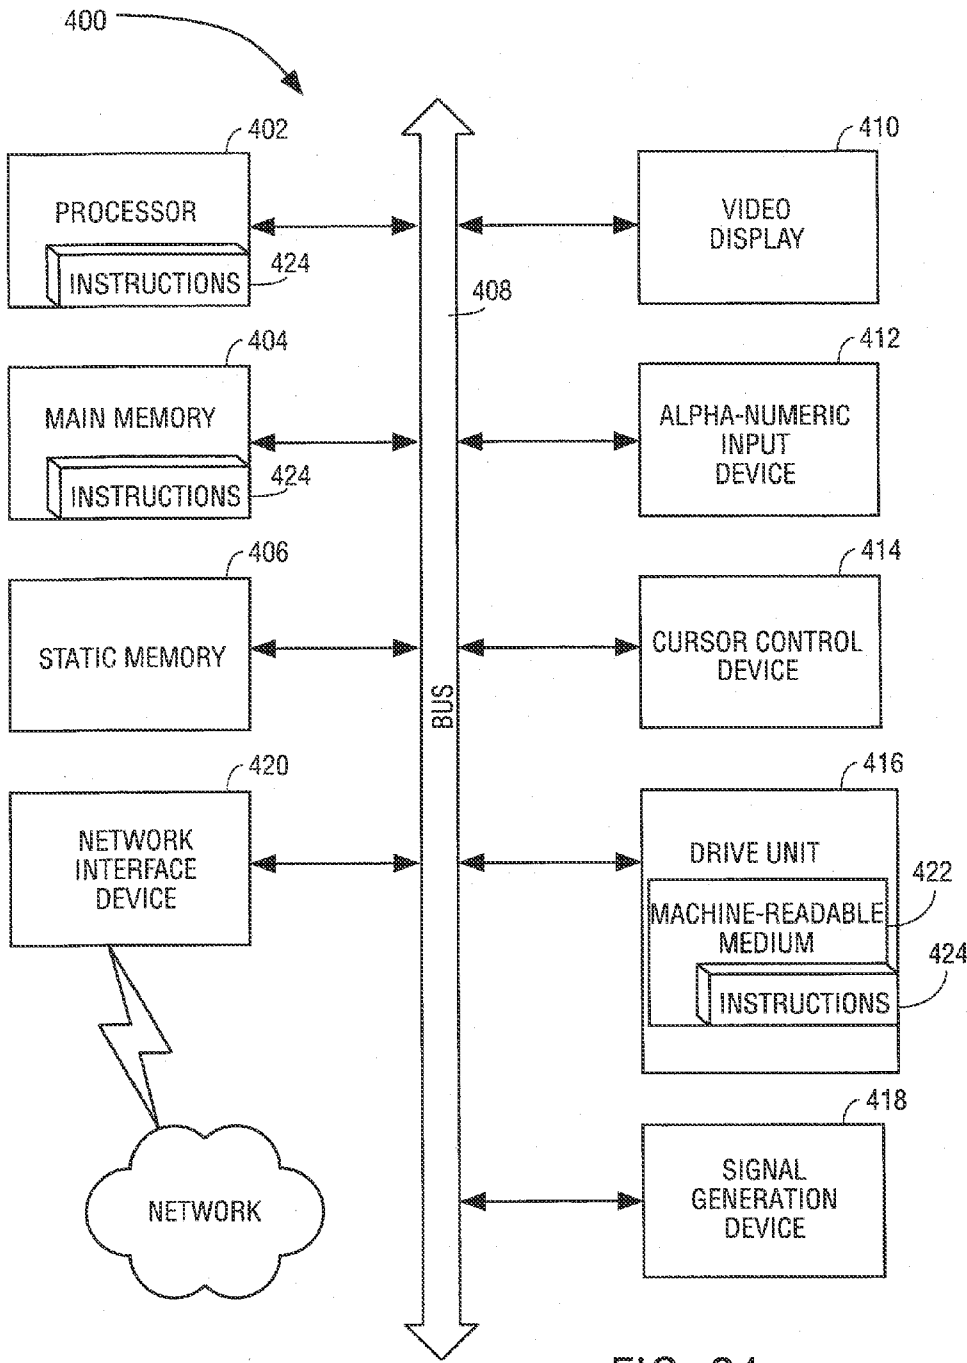 400
402
PROCESSOR
424
INSTRUCTIONS
404
MAIN MEMORY
424
INSTRUCTIONS
406
STATIC MEMORY
420
NETWORK
INTERFACE
DEVICE
NETWORK
408
BUS
410
VIDEO
DISPLAY
412
ALPHA-NUMERIC
INPUT
DEVICE
414
CURSOR CONTROL
DEVICE
416
DRIVE UNIT
422
MACHINE-READABLE
MEDIUM
424
INSTRUCTIONS
418
SIGNAL
GENERATION
DEVICE